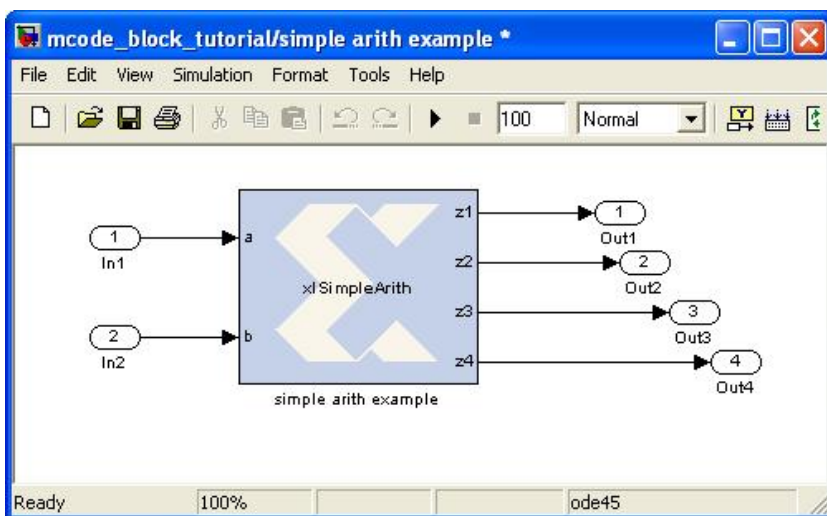 mcode_block_tutorial/simple arith example *
File Edit View Simulation Format Tools Help
100 Normal
1
In1
a
2
In2
b
xlSimpleArith
z1
z2
z3
z4
simple arith example
1
Out1
2
Out2
3
Out3
4
Out4
Ready 100% ode45